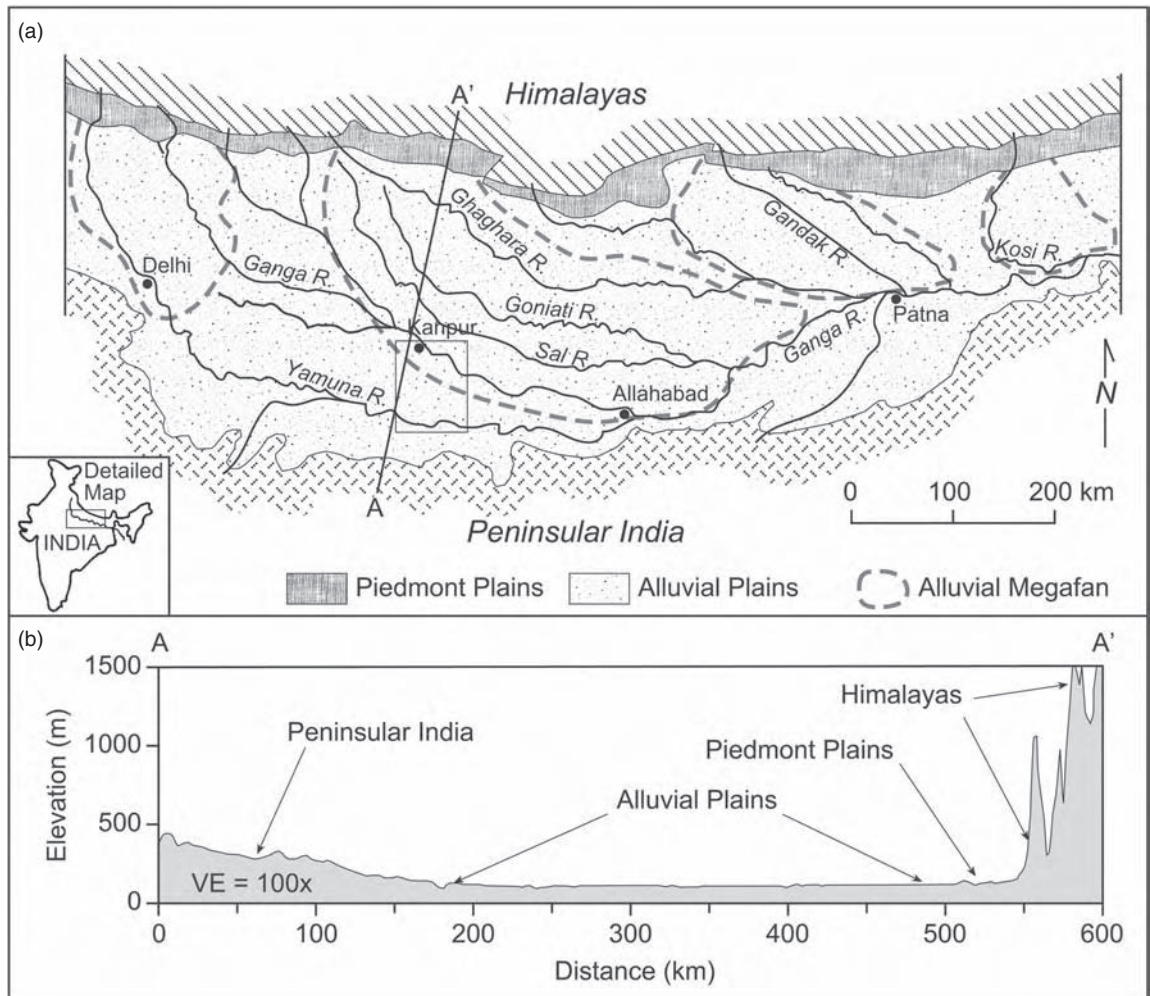 (a)
A'
Himalayas
Ghaghara R.
Gandak R
Kosi R.
Delhi
Ganga R.
Goniati R.
Patna
Kanpur
Sal R.
Ganga R.
Yamuna R.
Allahabad
N
A
0 100 200 km
Detailed
Map
INDIA
Peninsular India
Piedmont Plains
Alluvial Plains
Alluvial Megafan
(b)
A
A'
1500
1000
500
0
Elevation (m)
Himalayas
Peninsular India
Piedmont Plains
Alluvial Plains
VE = 100x
0 100 200 300 400 500 600
Distance (km)